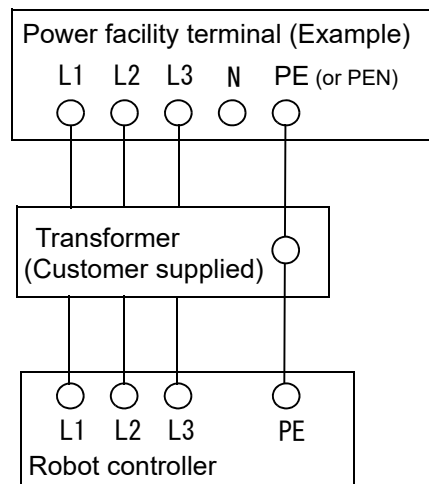 Power facility terminal (Example)
L1 L2 L3 N PE (or PEN)
Transformer
(Customer supplied)
L1 L2 L3 PE
Robot controller